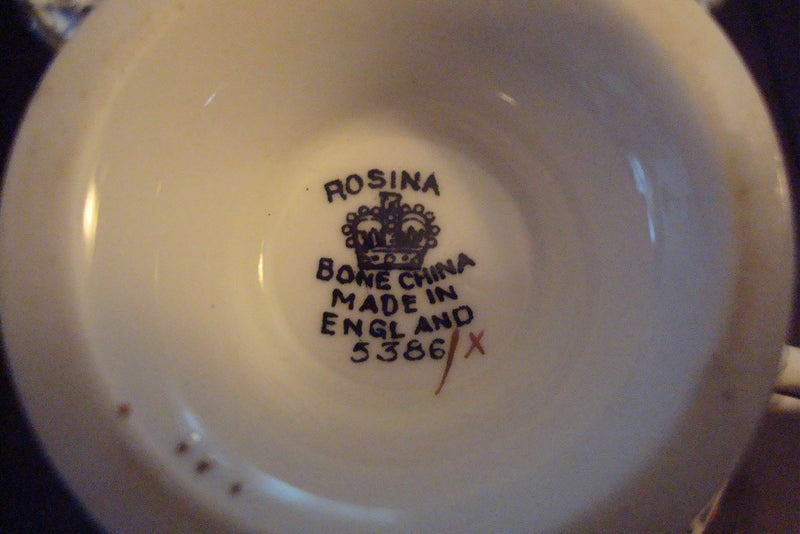 ROSINA
BONE CHINA
MADE IN
ENGLAND
5386/X